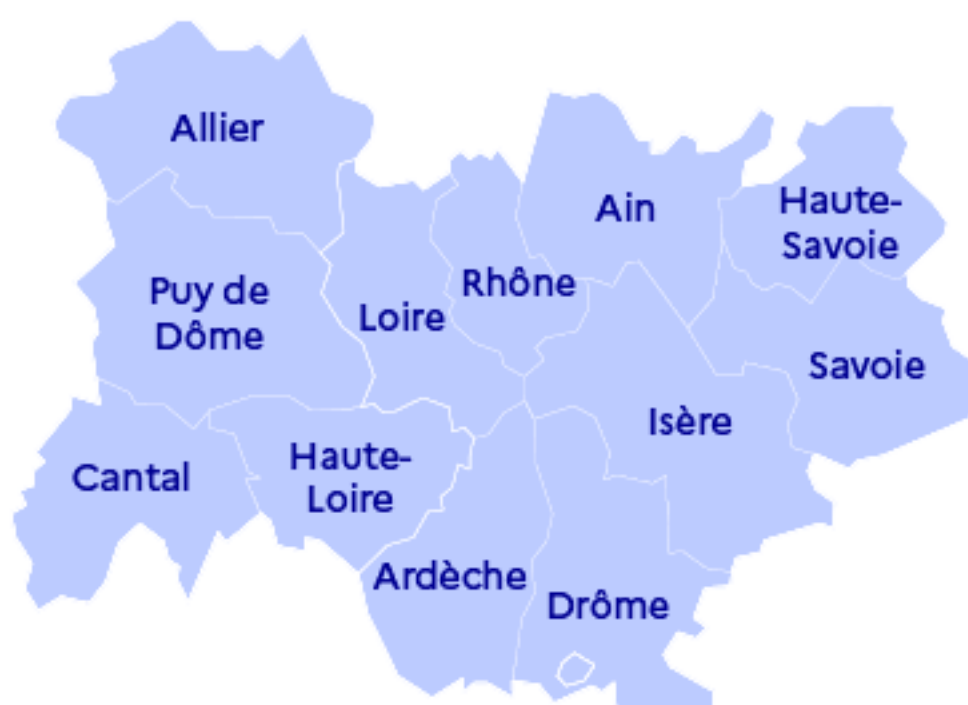 Allier
Ain
Haute-
Savoie
Puy de
Dôme
Loire
Rhône
Savoie
Isère
Cantal
Haute-
Loire
Ardèche
Drôme